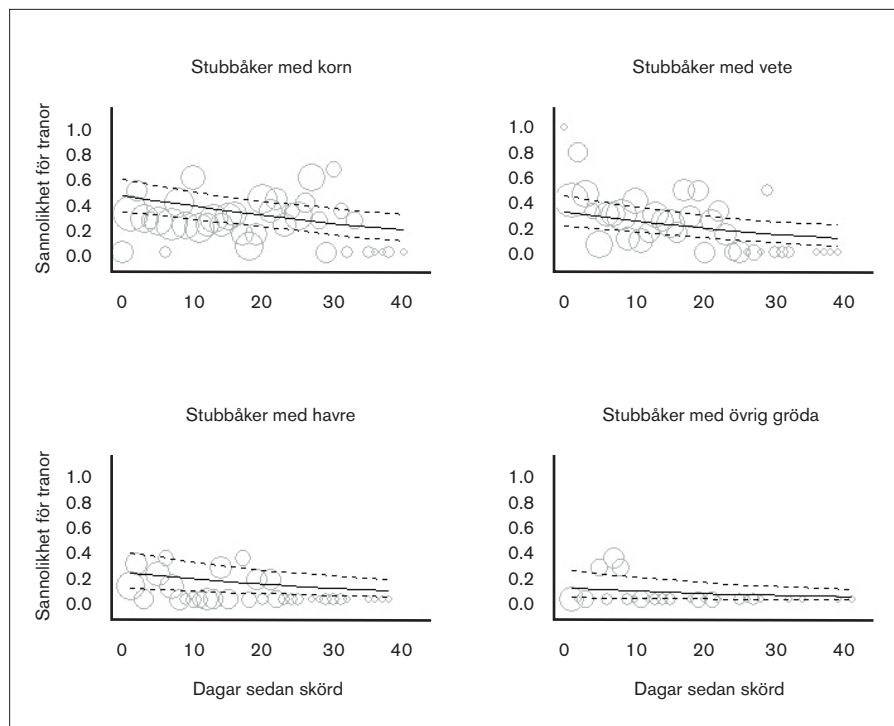 Stubbåker med korn
Sannolikhet för tranor
1.0
0.8
0.6
0.4
0.2
0.0
0 10 20 30 40
Stubbåker med vete
1.0
0.8
0.6
0.4
0.2
0.0
0 10 20 30 40
Stubbåker med havre
Sannolikhet för tranor
1.0
0.8
0.6
0.4
0.2
0.0
0 10 20 30 40
Dagar sedan skörd
Stubbåker med övrig gröda
1.0
0.8
0.6
0.4
0.2
0.0
0 10 20 30 40
Dagar sedan skörd